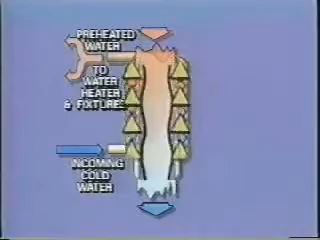 PREHEATED
WATER
TO
WATER
HEATER
& FIXTURES
INCOMING
COLD
WATER